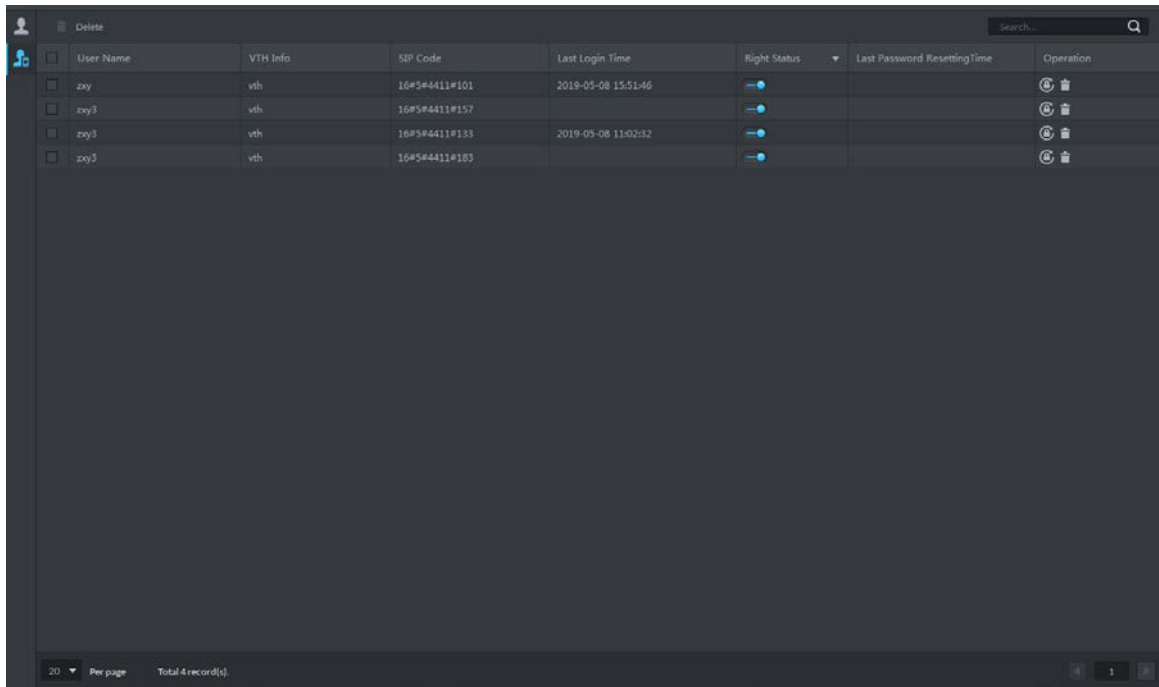 Delete Search...
User Name VTH Info SIP Code Last Login Time Right Status Last Password ResettingTime Operation
zxy vth 16#5#4411#101 2019-05-08 15:51:46
zxy3 vth 16#5#4411#157
zxy3 vth 16#5#4411#133 2019-05-08 11:02:32
zxy3 vth 16#5#4411#183
20 Per page Total 4 record(s). 1